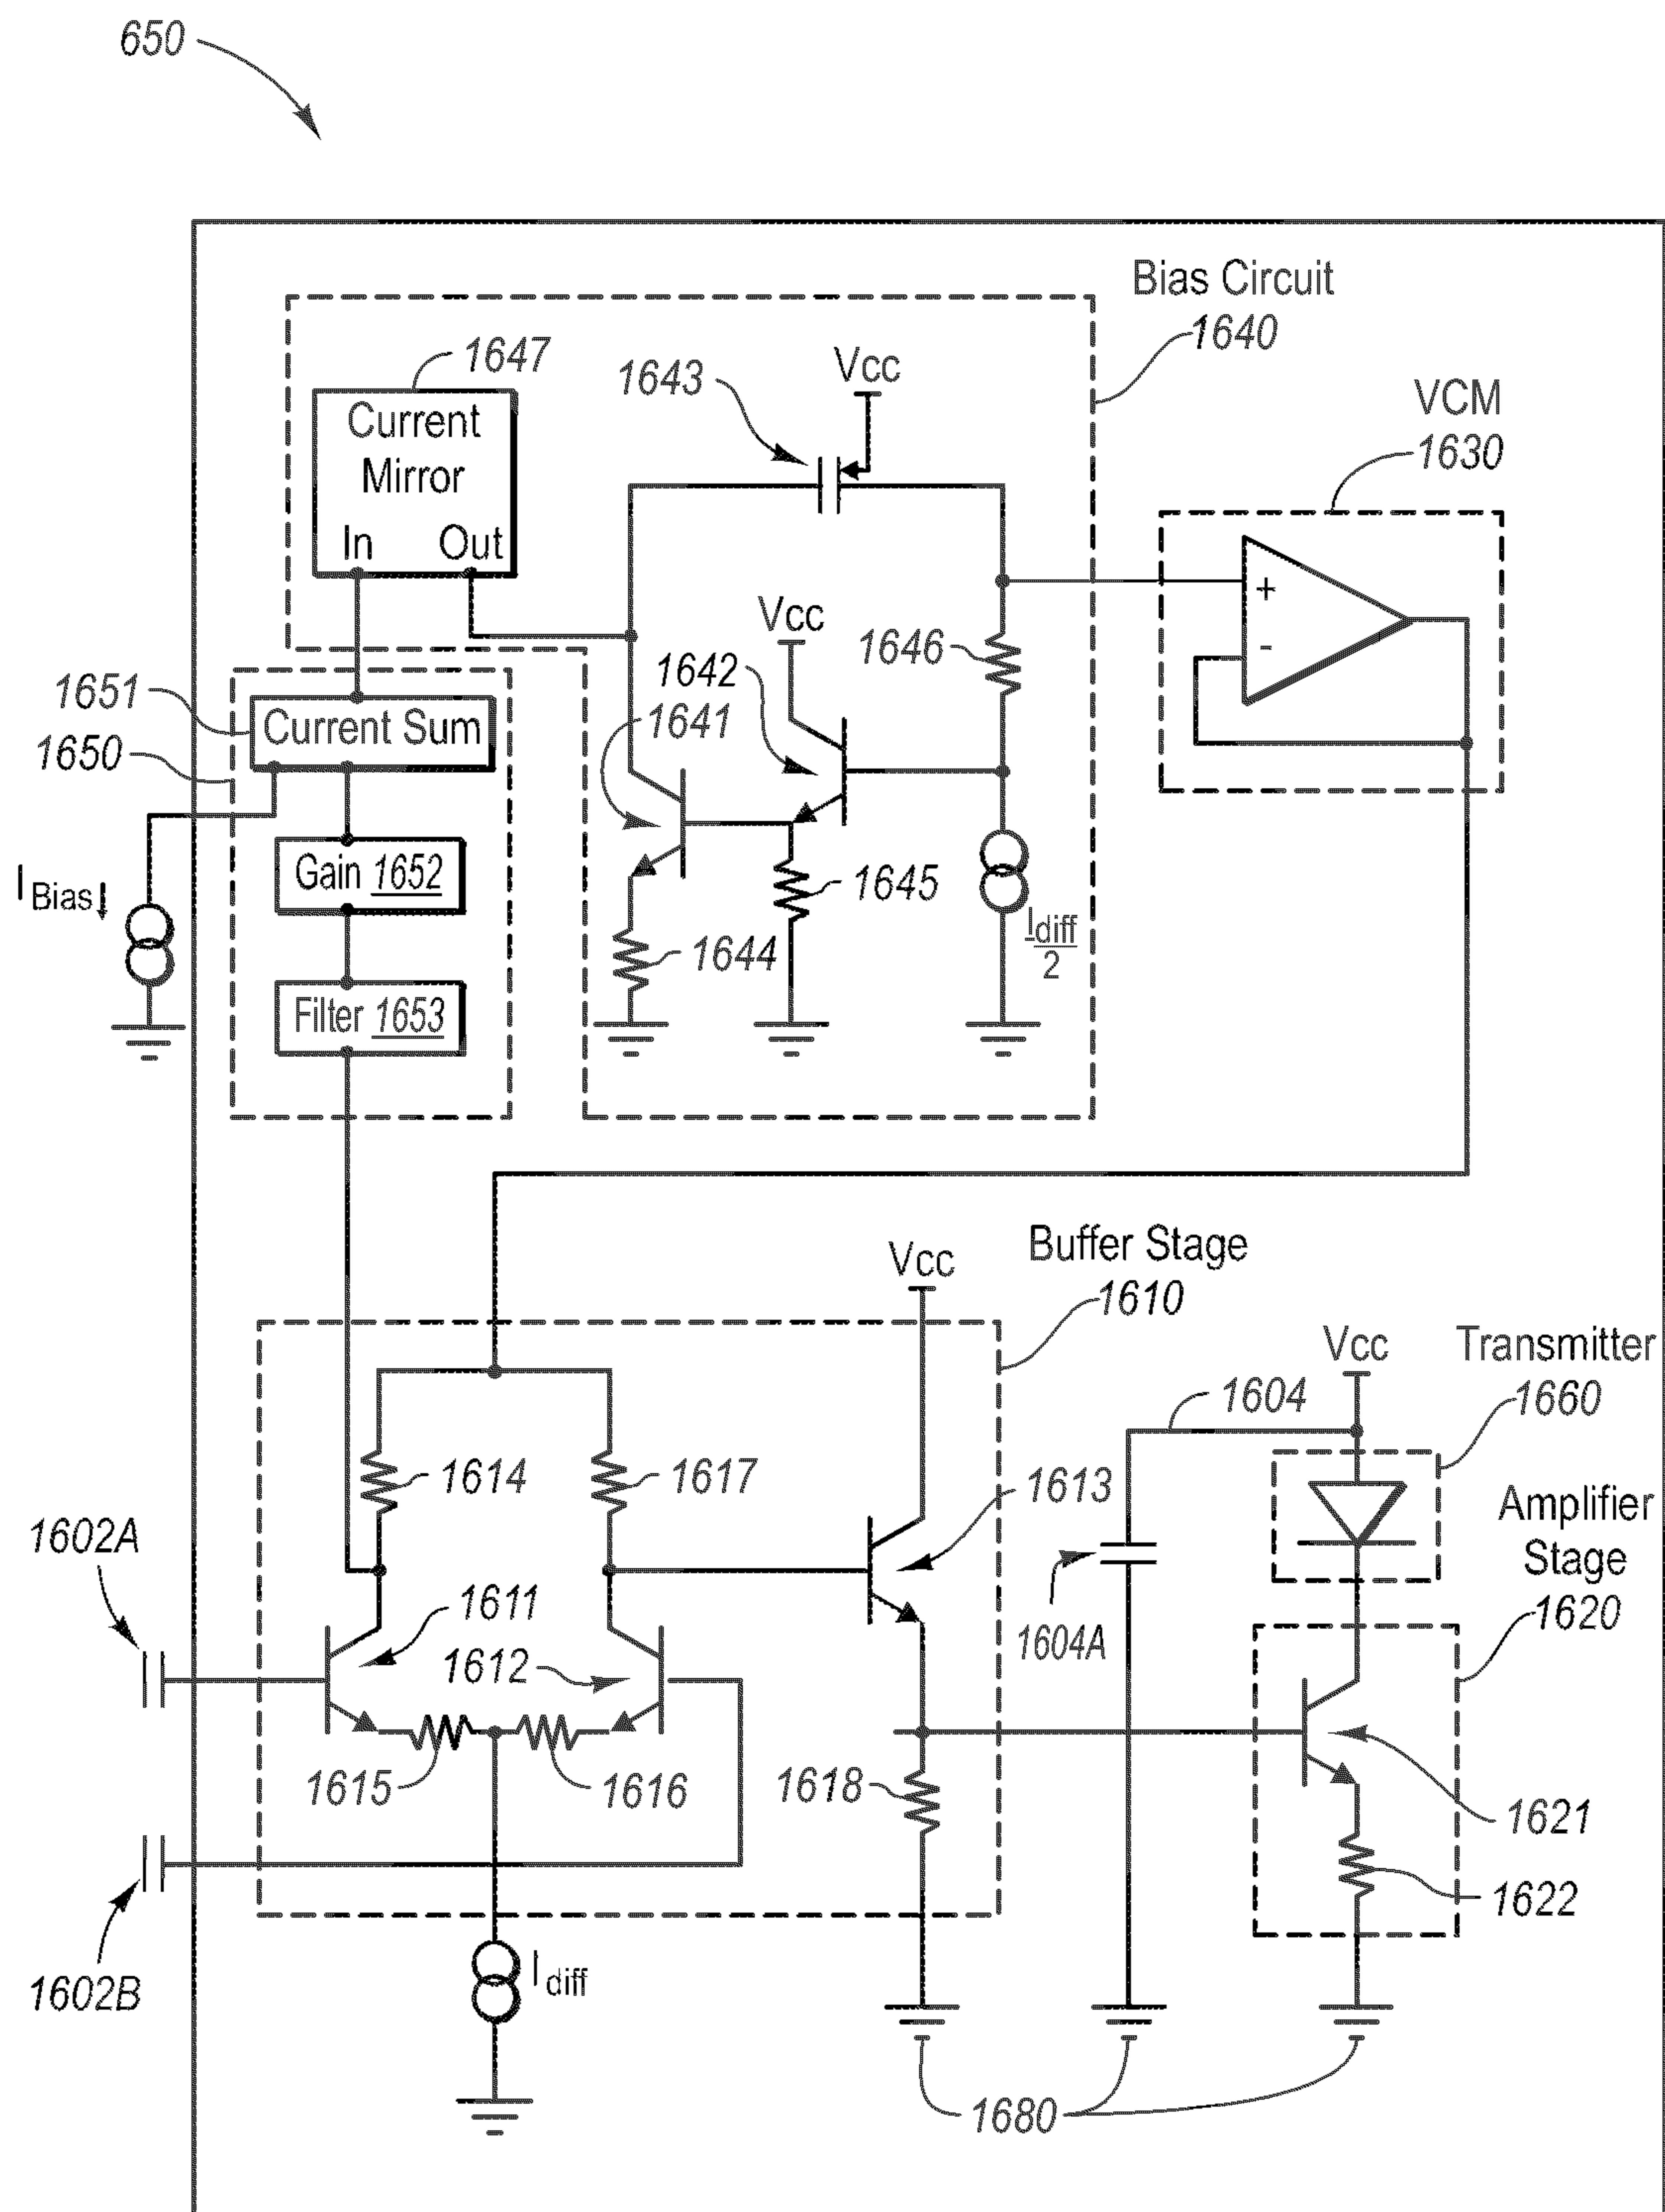 650
Bias Circuit
1640
1647
Current
Mirror
In Out
1643
Vcc
VCM
1630
+
-
Vcc
1646
1642
1641
1651
1650
Current Sum
Gain 1652
Filter 1653
I Bias
1645
1644
Idiff
2
Buffer Stage
1610
Vcc
Vcc
Transmitter
1660
1604
1614
1617
1613
Amplifier
Stage
1620
1602A
1611
1612
1604A
1615
1616
1618
1621
1622
1602B
I diff
1680